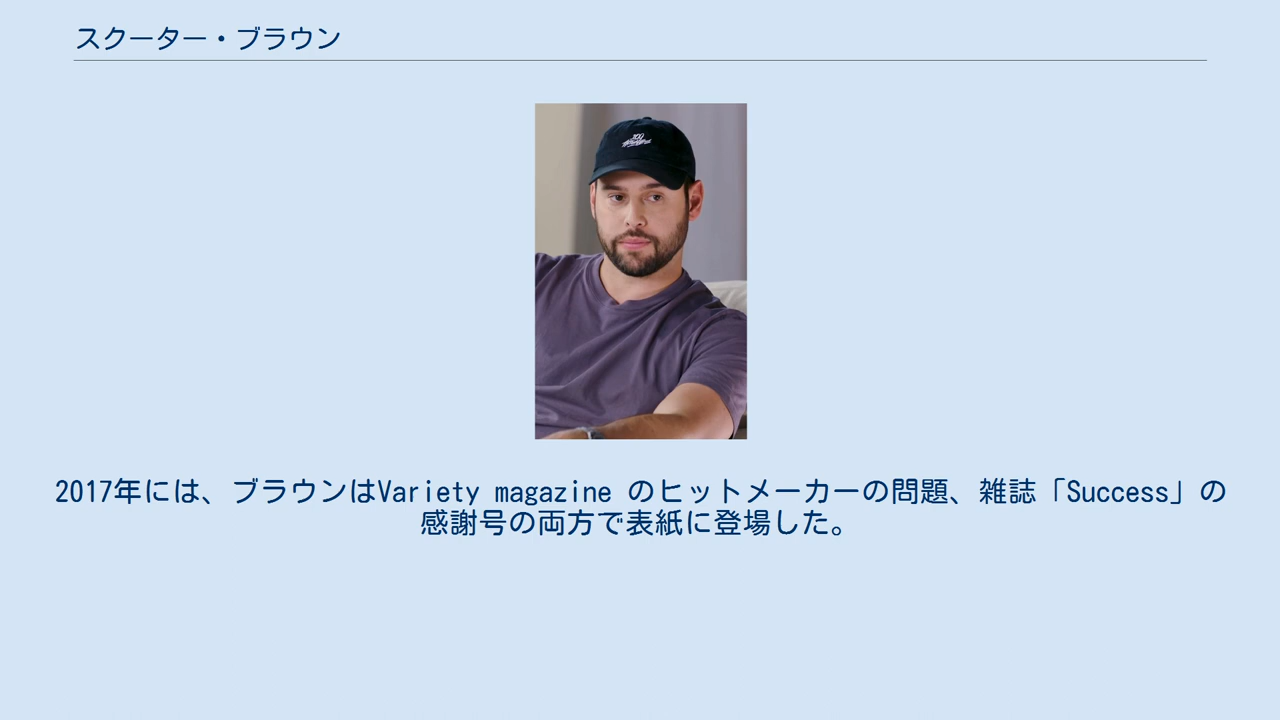 スクーター・ブラウン
2017年には、ブラウンはVariety magazine のヒットメーカーの問題、雑誌「Success」の
感謝号の両方で表紙に登場した。